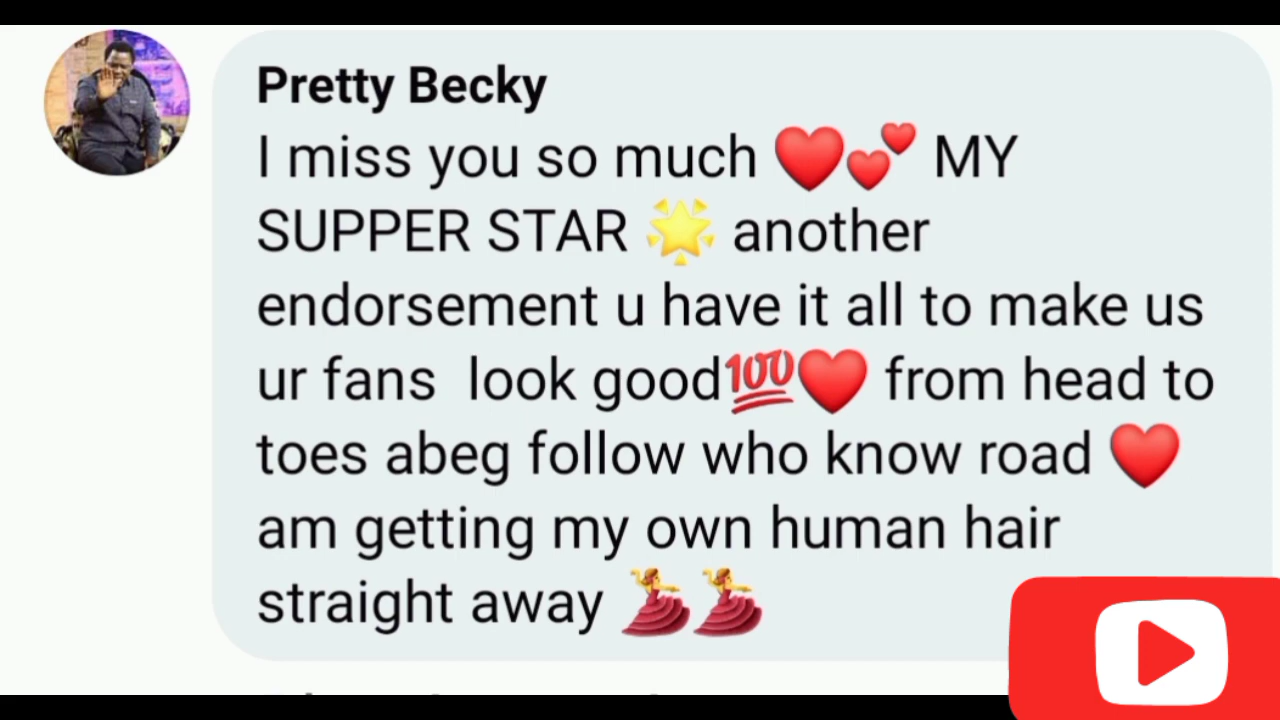 Pretty Becky
I miss you so much ❤️💕 MY
SUPPER STAR 🌟 another
endorsement u have it all to make us
ur fans  look good💯❤️ from head to
toes abeg follow who know road ❤️
am getting my own human hair
straight away 💃💃